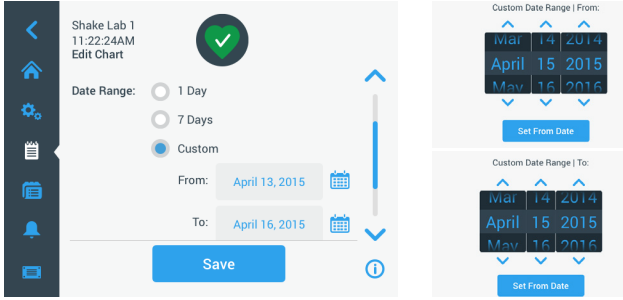 Shake Lab 1
11:22:24AM
Edit Chart
Date Range:
1 Day
7 Days
Custom
From: April 13, 2015
To: April 16, 2015
Save
Custom Date Range | From:
Mar 14 2014
April 15 2015
May 16 2016
Set From Date
Custom Date Range | To:
Mar 14 2014
April 15 2015
May 16 2016
Set From Date